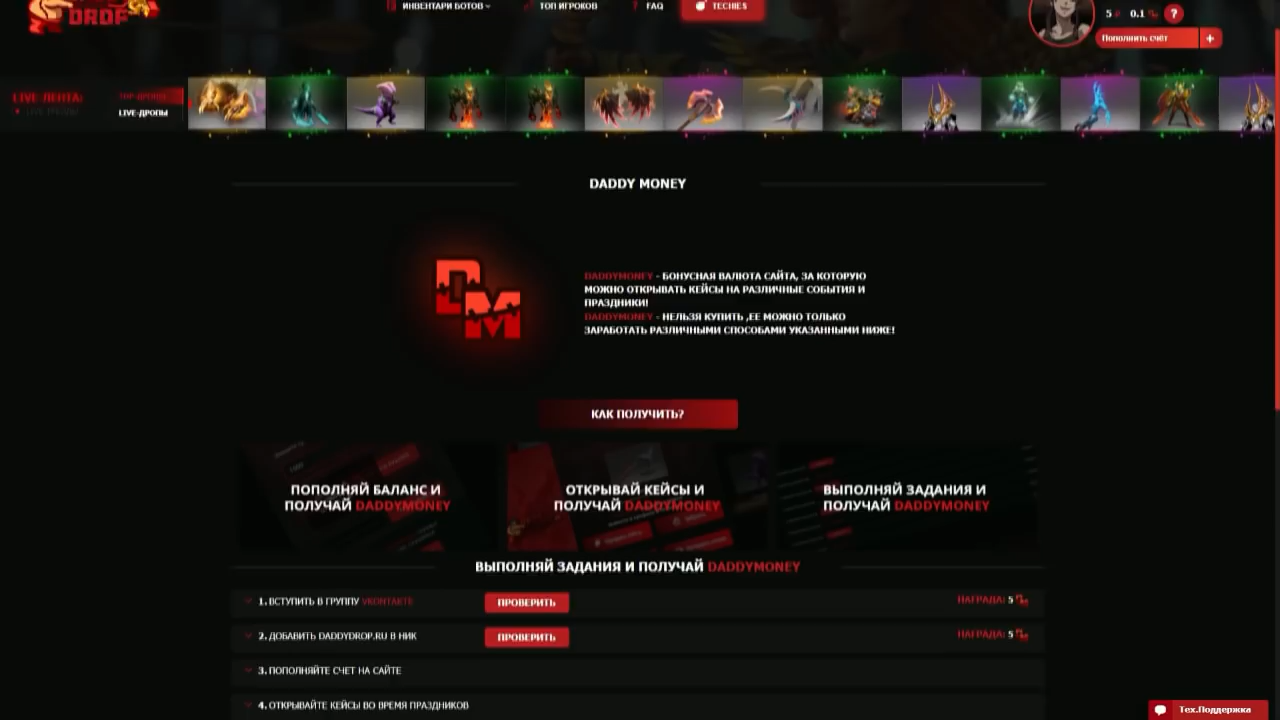 DROP
ИНВЕНТАРИ БОТОВ
ТОП ИГРОКОВ
FAQ
TECHIES
5
0.1
?
Пополнить счёт
+
LIVE ЛЕНТА:
LIVE-ДРОПЫ
DADDY MONEY
DM
DADDYMONEY - БОНУСНАЯ ВАЛЮТА САЙТА, ЗА КОТОРУЮ
МОЖНО ОТКРЫВАТЬ КЕЙСЫ НА РАЗЛИЧНЫЕ СОБЫТИЯ И
ПРАЗДНИКИ!
DADDYMONEY - НЕЛЬЗЯ КУПИТЬ ,ЕЕ МОЖНО ТОЛЬКО
ЗАРАБОТАТЬ РАЗЛИЧНЫМИ СПОСОБАМИ УКАЗАННЫМИ НИЖЕ!
КАК ПОЛУЧИТЬ?
ПОПОЛНЯЙ БАЛАНС И
ПОЛУЧАЙ DADDYMONEY
ОТКРЫВАЙ КЕЙСЫ И
ПОЛУЧАЙ DADDYMONEY
ВЫПОЛНЯЙ ЗАДАНИЯ И
ПОЛУЧАЙ DADDYMONEY
ВЫПОЛНЯЙ ЗАДАНИЯ И ПОЛУЧАЙ DADDYMONEY
1. ВСТУПИТЬ В ГРУППУ VKONTAKTE
ПРОВЕРИТЬ
НАГРАДА: 5
2. ДОБАВИТЬ DADDYDROP.RU В НИК
ПРОВЕРИТЬ
НАГРАДА: 5
3. ПОПОЛНЯЙТЕ СЧЕТ НА САЙТЕ
4. ОТКРЫВАЙТЕ КЕЙСЫ ВО ВРЕМЯ ПРАЗДНИКОВ
Тех.Поддержка